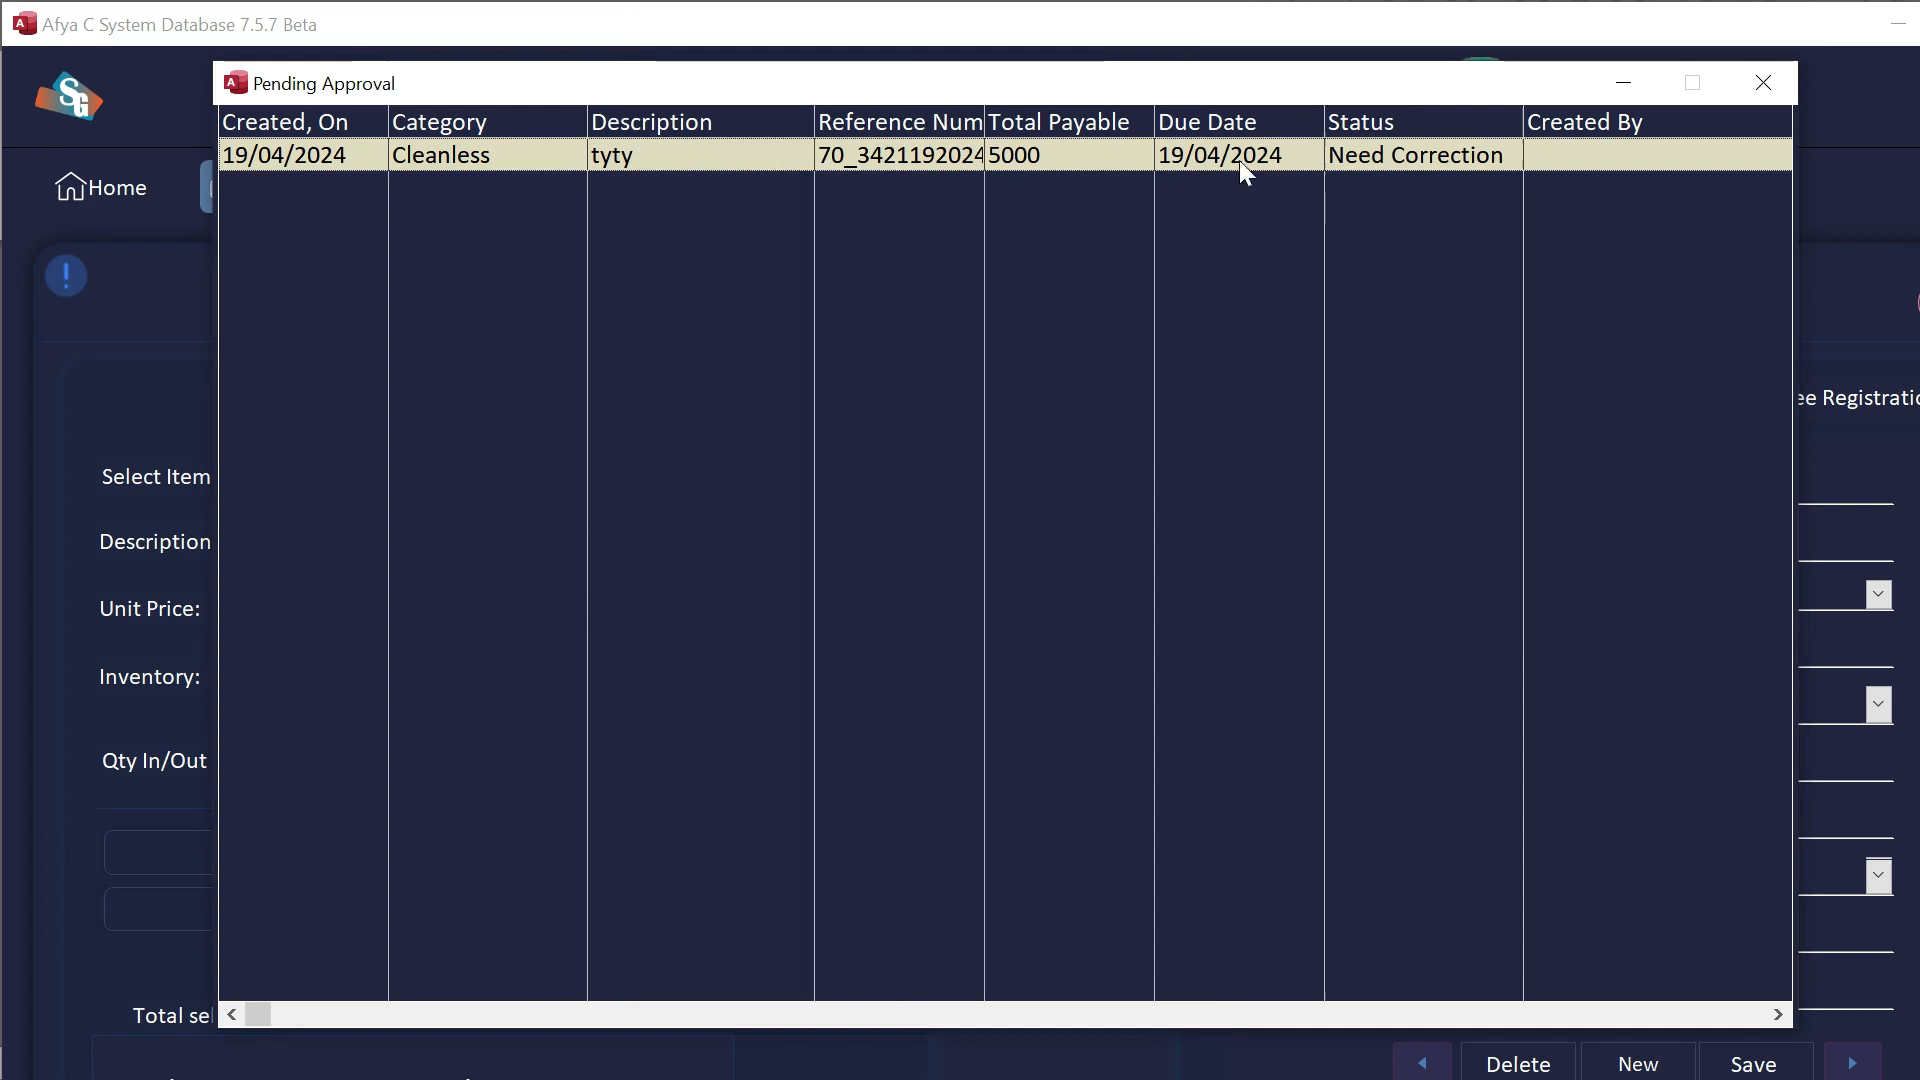 Afya C System Database 7.5.7 Beta
SG
Pending Approval
Created, On Category Description Reference Num Total Payable Due Date Status Created By
19/04/2024 Cleanless tyty 70_3421192024 5000 19/04/2024 Need Correction
Home
ee Registratio
Select Item
Description
Unit Price:
Inventory:
Qty In/Out
Total sel
Delete New Save